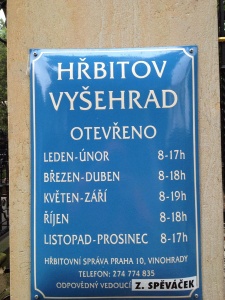 HŘBITOV
VYŠEHRAD
OTEVŘENO
LEDEN-ÚNOR 8-17h
BŘEZEN-DUBEN 8-18h
KVĚTEN-ZÁŘÍ 8-19h
ŘÍJEN 8-18h
LISTOPAD-PROSINEC 8-17h
HŘBITOVNÍ SPRÁVA PRAHA 10, VINOHRADY
TELEFON: 274 774 835
ODPOVĚDNÝ VEDOUCÍ Z. SPĚVÁČEK